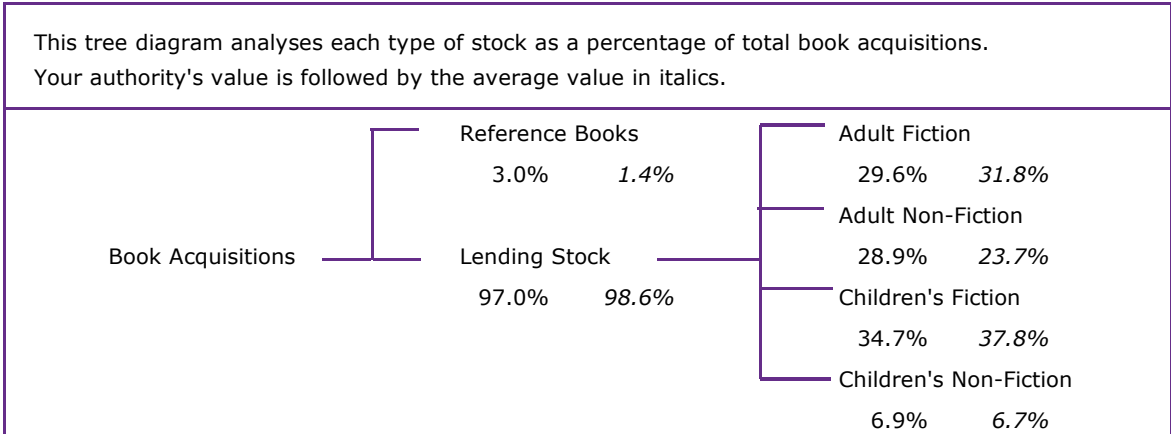 This tree diagram analyses each type of stock as a percentage of total book acquisitions.
Your authority's value is followed by the average value in italics.
Reference Books
3.0% 1.4%
Adult Fiction
29.6% 31.8%
Adult Non-Fiction
Book Acquisitions
Lending Stock
28.9% 23.7%
97.0% 98.6%
Children's Fiction
34.7% 37.8%
Children's Non-Fiction
6.9% 6.7%